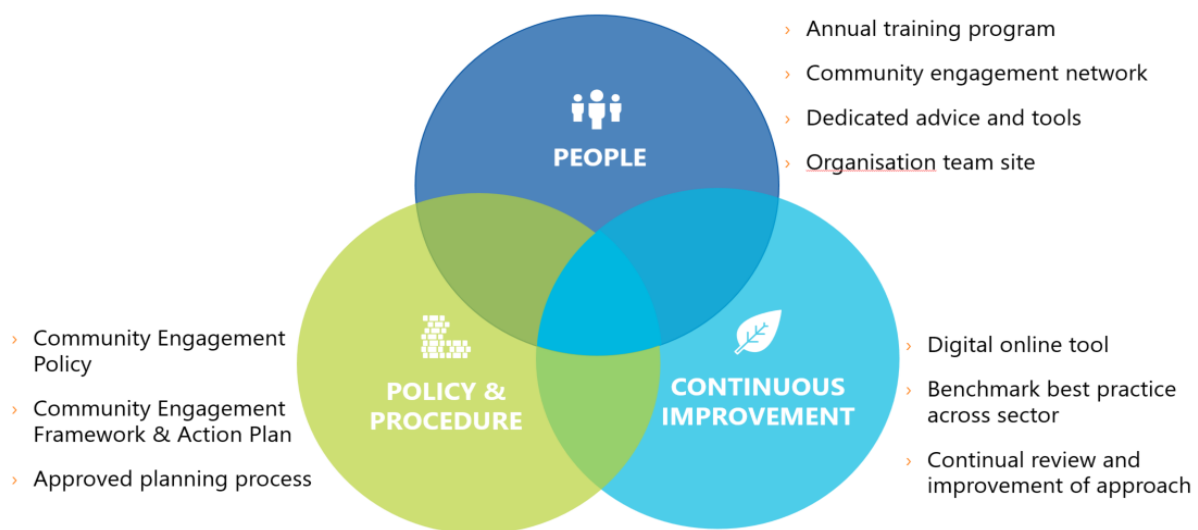 Annual training program
Community engagement network
Dedicated advice and tools
Organisation team site
PEOPLE
Community Engagement
Policy
Community Engagement
Framework & Action Plan
Approved planning process
POLICY &
PROCEDURE
CONTINUOUS
IMPROVEMENT
Digital online tool
Benchmark best practice
across sector
Continual review and
improvement of approach